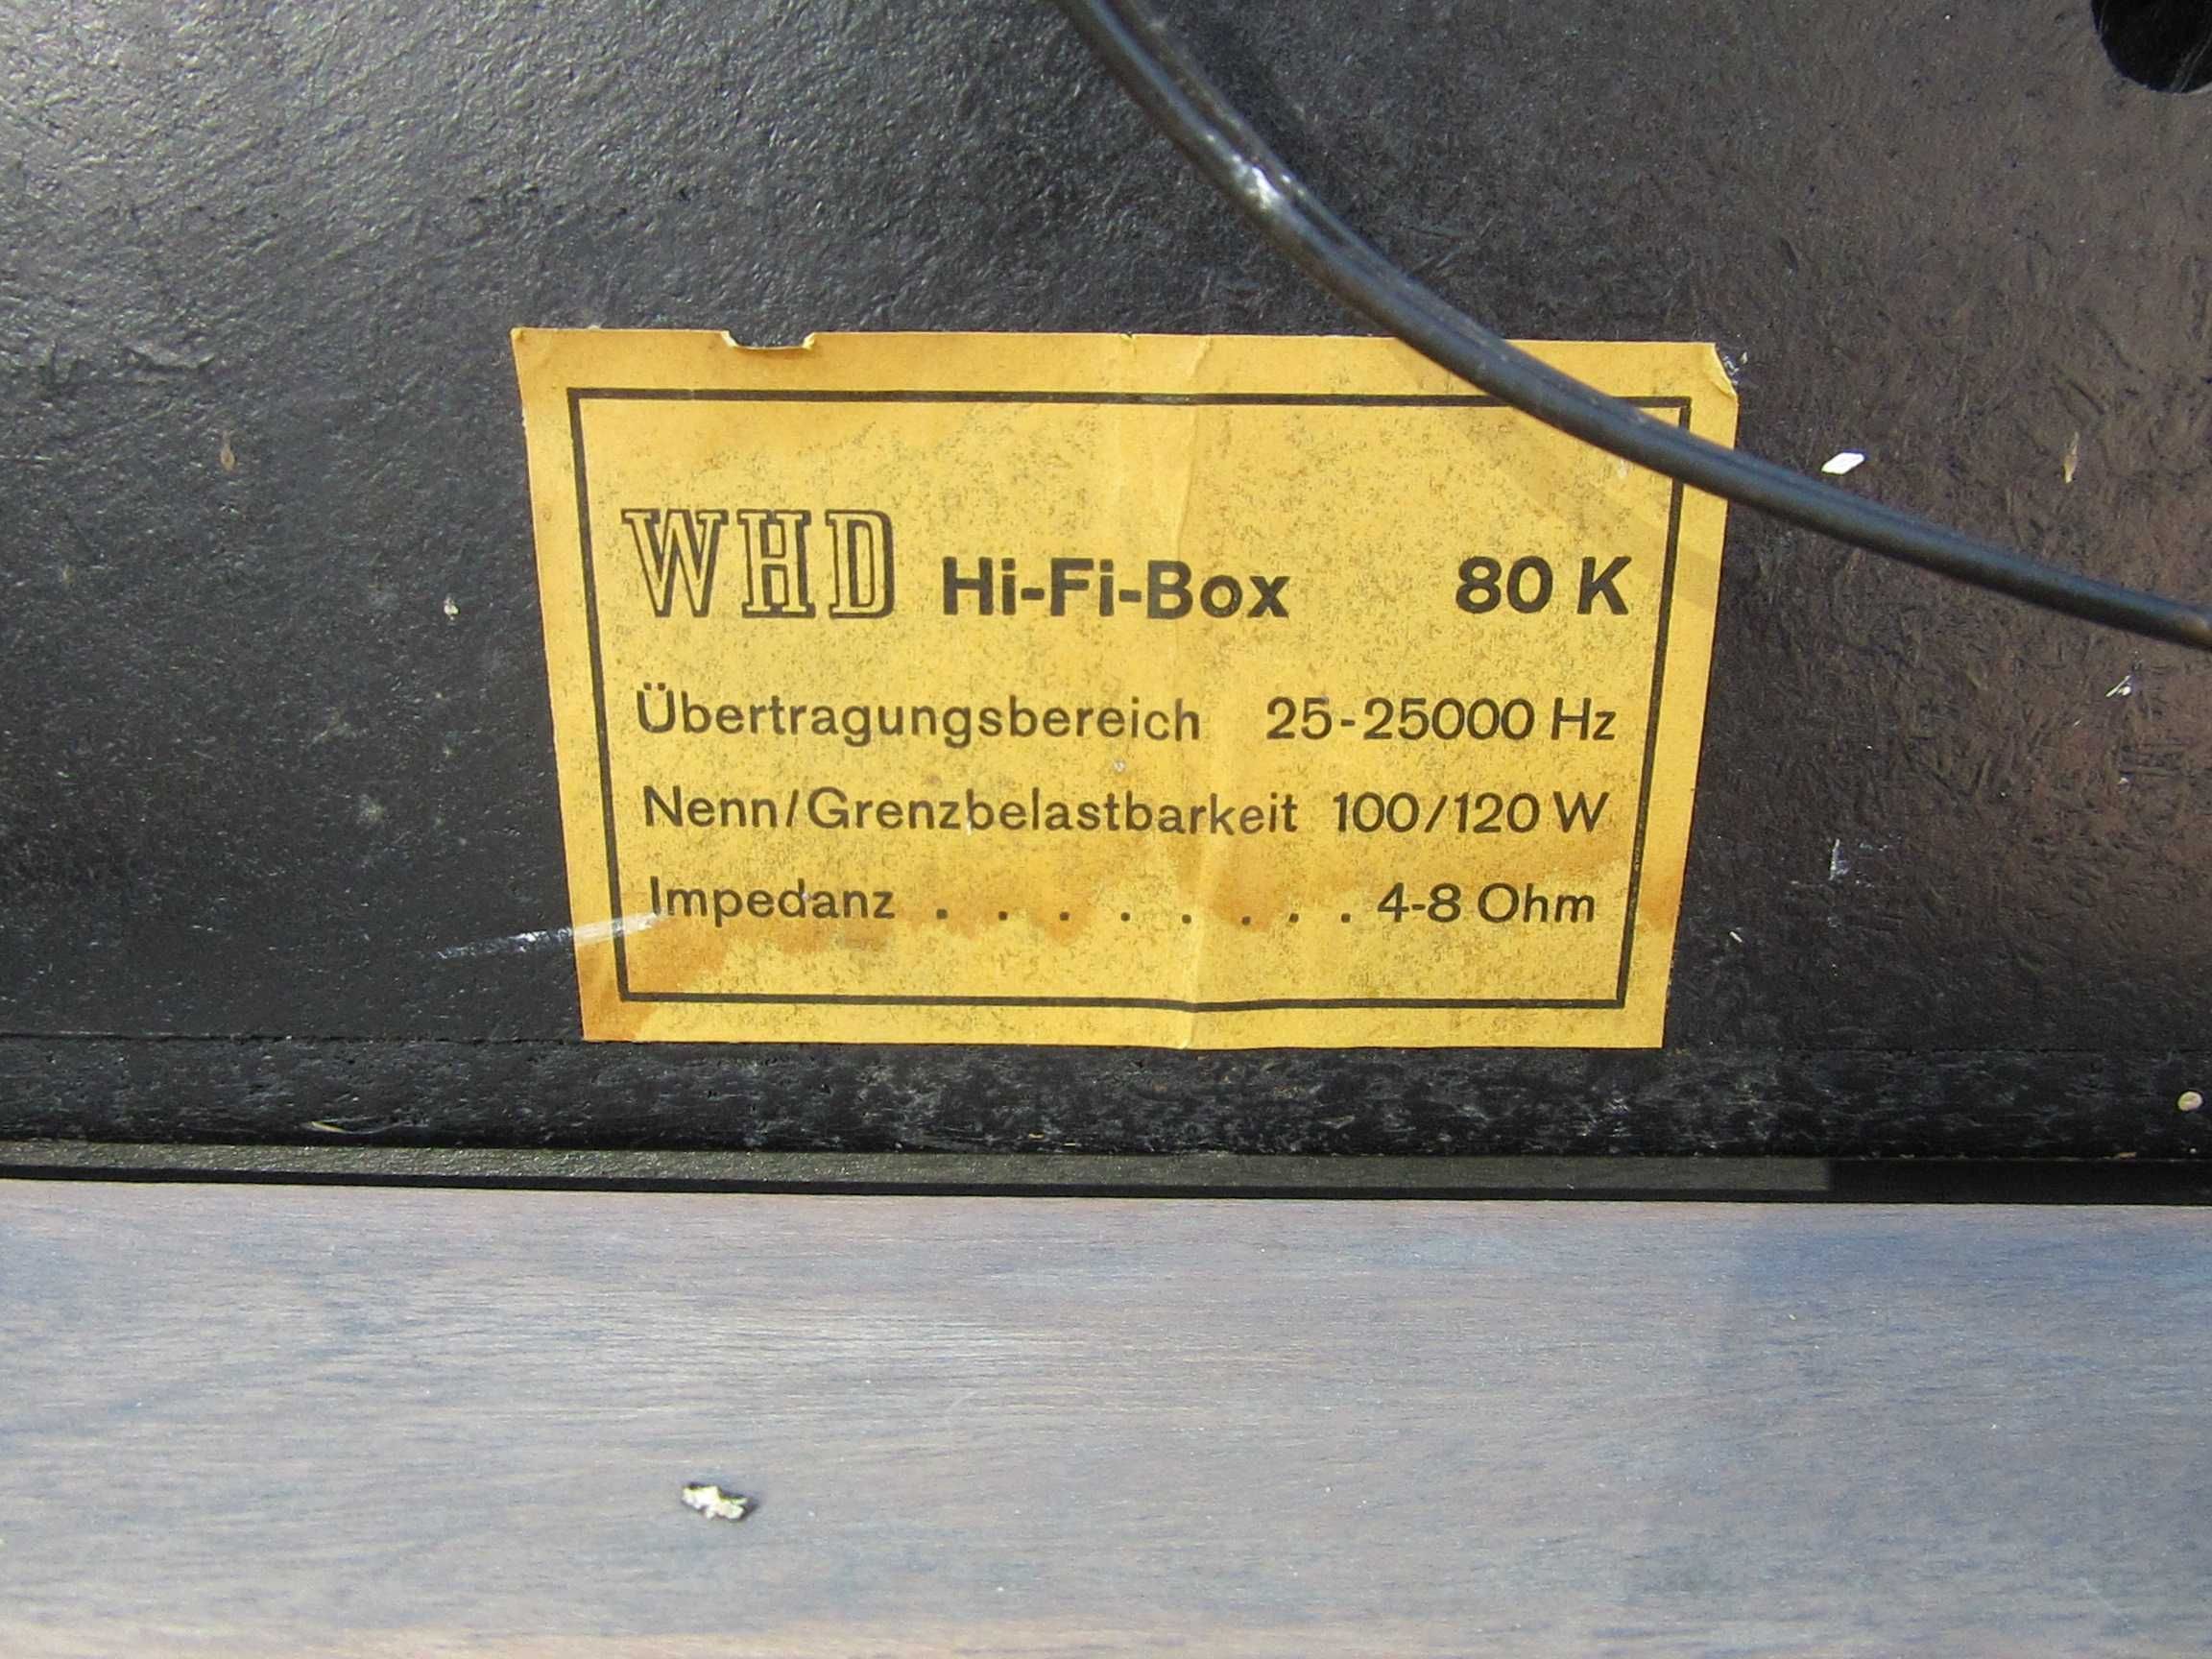 WHD Hi-Fi-Box 80 K
Übertragungsbereich 25-25000 Hz
Nenn/Grenzbelastbarkeit 100/120 W
Impedanz . . . . . . . . 4-8 Ohm